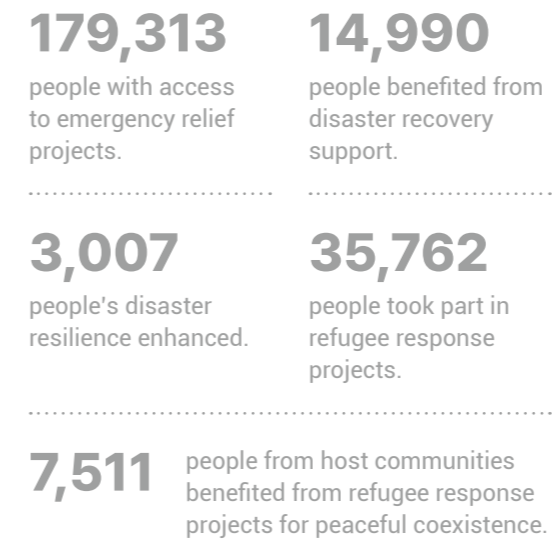 179,313
people with access
to emergency relief
projects.
14,990
people benefited from
disaster recovery
support.
3,007
people's disaster
resilience enhanced.
35,762
people took part in
refugee response
projects.
7,511
people from host communities
benefited from refugee response
projects for peaceful coexistence.